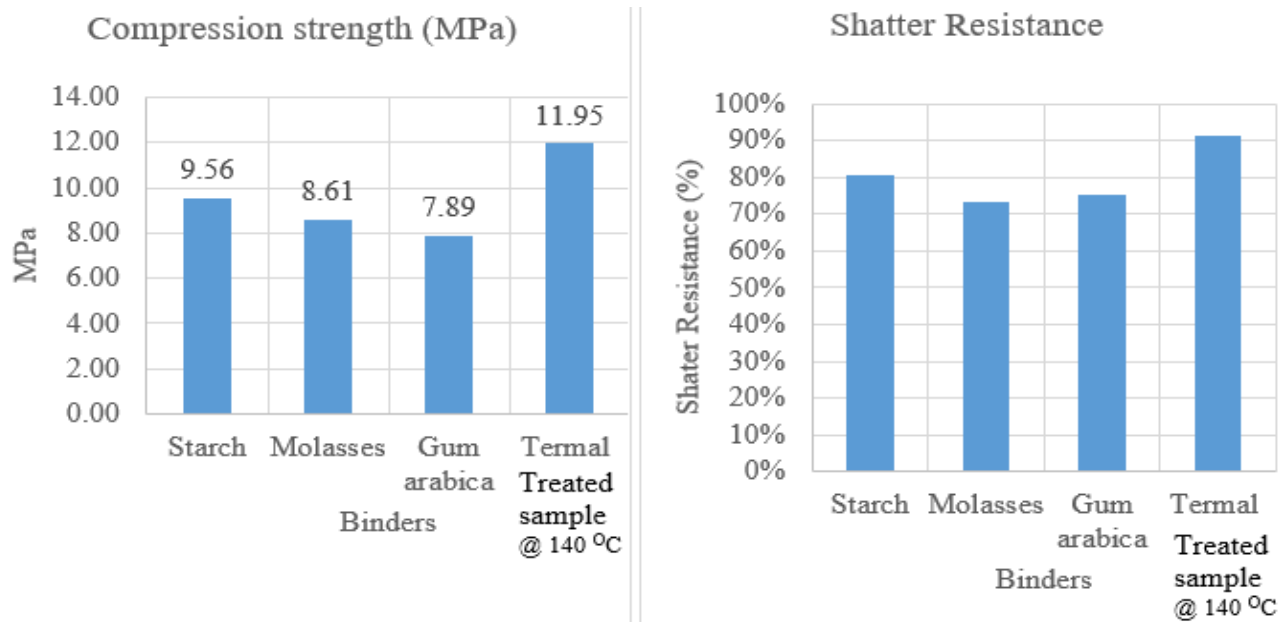 Compression strength (MPa)
MPa
14.00
12.00
10.00
8.00
6.00
4.00
2.00
0.00
9.56
8.61
7.89
11.95
Starch
Molasses
Gum
arabica
Termal
Treated
sample
@ 140 ᴼC
Binders
Shatter Resistance
Shater Resistance (%)
100%
90%
80%
70%
60%
50%
40%
30%
20%
10%
0%
Starch
Molasses
Gum
arabica
Termal
Treated
sample
@ 140 ᴼC
Binders